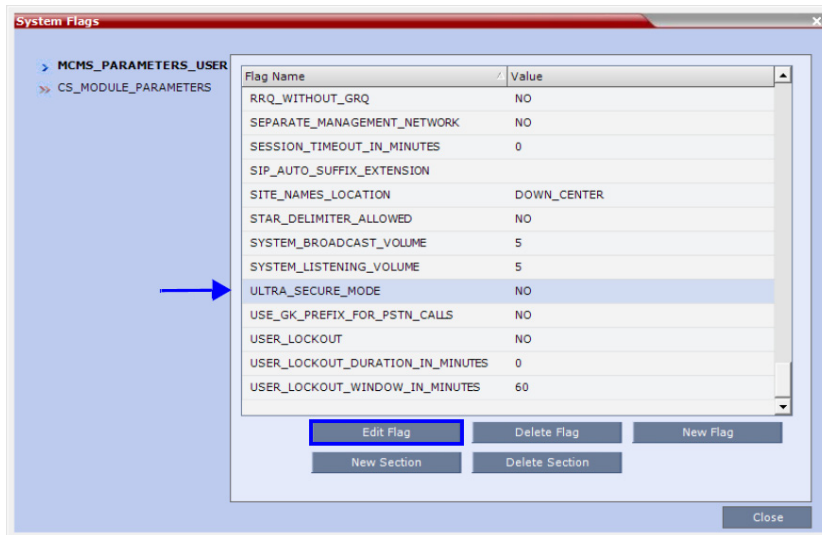 System Flags
MCMS_PARAMETERS_USER
CS_MODULE_PARAMETERS
Flag Name Value
RRQ_WITHOUT_GRQ NO
SEPARATE_MANAGEMENT_NETWORK NO
SESSION_TIMEOUT_IN_MINUTES 0
SIP_AUTO_SUFFIX_EXTENSION
SITE_NAMES_LOCATION DOWN_CENTER
STAR_DELIMITER_ALLOWED NO
SYSTEM_BROADCAST_VOLUME 5
SYSTEM_LISTENING_VOLUME 5
ULTRA_SECURE_MODE NO
USE_GK_PREFIX_FOR_PSTN_CALLS NO
USER_LOCKOUT NO
USER_LOCKOUT_DURATION_IN_MINUTES 0
USER_LOCKOUT_WINDOW_IN_MINUTES 60
Edit Flag Delete Flag New Flag
New Section Delete Section
Close